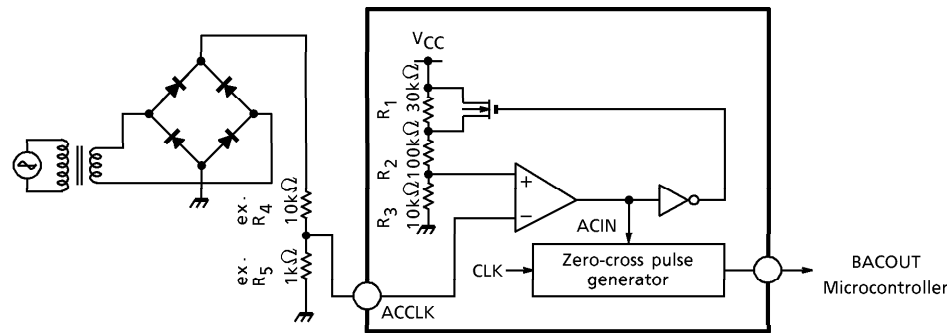 VCC
R1 30kΩ
R2 100kΩ
R3 10kΩ
ex. R4 10kΩ
ex. R5 1kΩ
+
−
ACIN
CLK
Zero-cross pulse
generator
ACCLK
BACOUT
Microcontroller